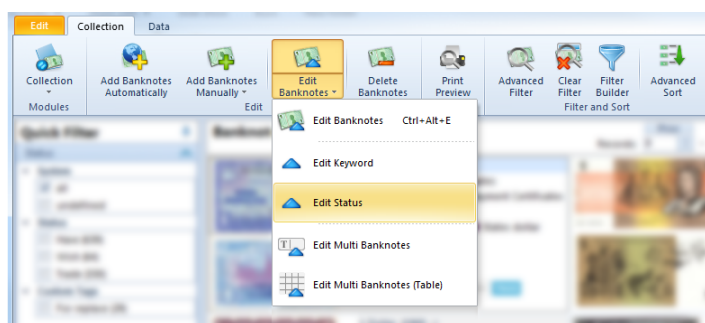 Edit Collection Data
Collection Add Banknotes Automatically Add Banknotes Manually Edit Banknotes Delete Banknotes Print Preview Advanced Filter Clear Filter Filter Builder Advanced Sort
Modules Edit Filter and Sort
Quick Filter
Edit Banknotes Ctrl+Alt+E
Edit Keyword
Edit Status
Edit Multi Banknotes
Edit Multi Banknotes (Table)